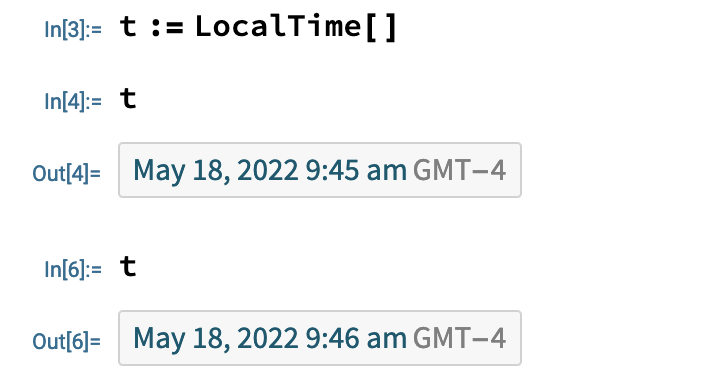 In[3]:= t := LocalTime[]
In[4]:= t
Out[4]= May 18, 2022 9:45 am GMT−4
In[6]:= t
Out[6]= May 18, 2022 9:46 am GMT−4